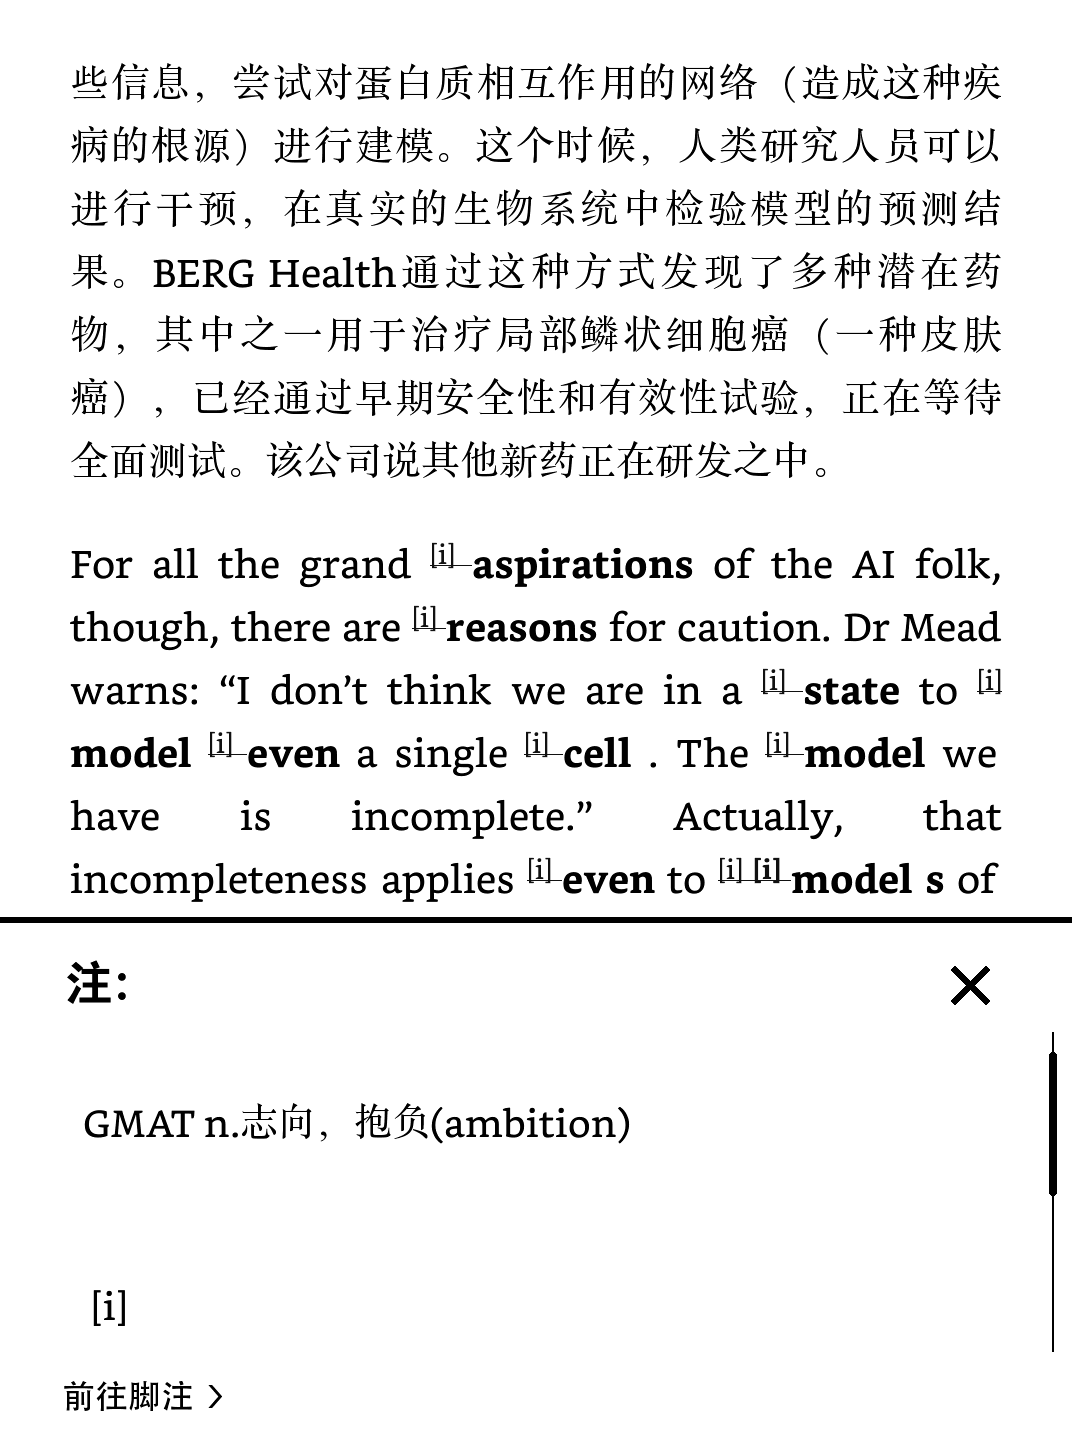 些信息，尝试对蛋白质相互作用的网络（造成这种疾
病的根源）进行建模。这个时候，人类研究人员可以
进行干预，在真实的生物系统中检验模型的预测结
果。BERG Health通过这种方式发现了多种潜在药
物，其中之一用于治疗局部鳞状细胞癌（一种皮肤
癌），已经通过早期安全性和有效性试验，正在等待
全面测试。该公司说其他新药正在研发之中。
For all the grand [i] aspirations of the AI folk,
though, there are [i] reasons for caution. Dr Mead
warns: “I don’t think we are in a [i] state to [i]
model [i] even a single [i] cell . The [i] model we
have is incomplete.” Actually, that
incompleteness applies [i] even to [i] [i] model s of
注：
GMAT n.志向，抱负(ambition)
[i]
前往脚注